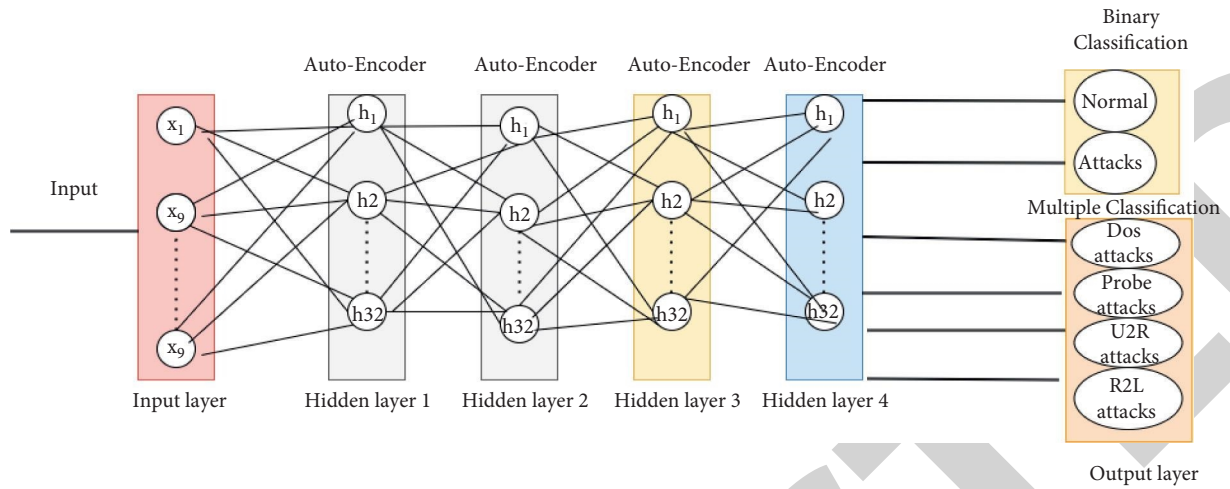 Binary
Classification
Auto-Encoder
Auto-Encoder
Auto-Encoder
Auto-Encoder
Input
x1
x9
x9
h1
h2
h32
h1
h2
h32
h1
h2
h32
h1
h2
h32
Normal
Attacks
Multiple Classification
Dos
attacks
Probe
attacks
U2R
attacks
R2L
attacks
Input layer
Hidden layer 1
Hidden layer 2
Hidden layer 3
Hidden layer 4
Output layer